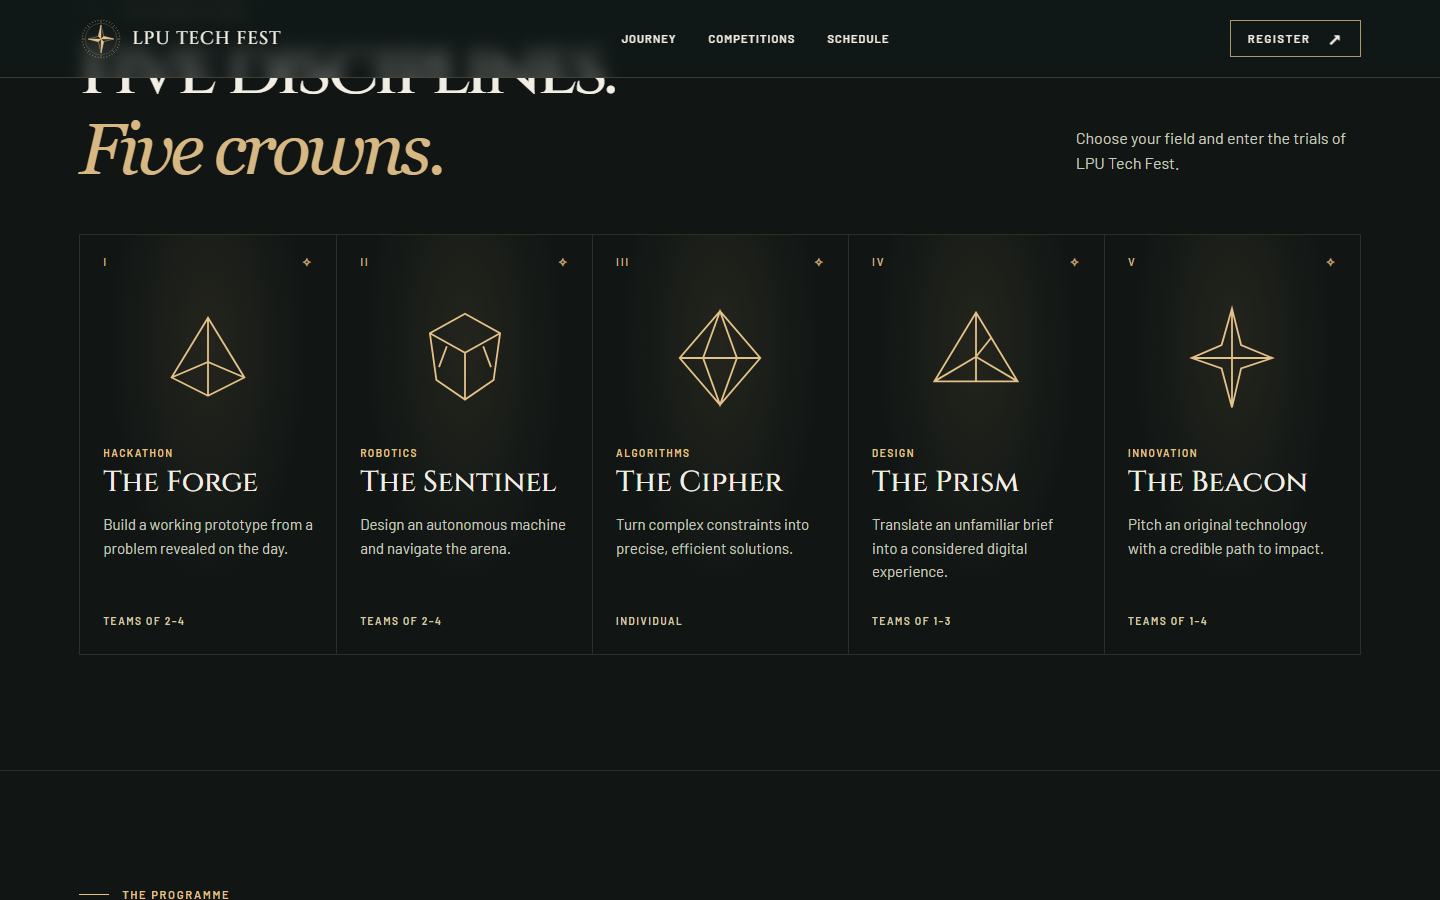 LPU TECH FEST
JOURNEY COMPETITIONS SCHEDULE
REGISTER ↗
FIVE DISCIPLINES.
Five crowns.
Choose your field and enter the trials of
LPU Tech Fest.
I
HACKATHON
THE FORGE
Build a working prototype from a
problem revealed on the day.
TEAMS OF 2–4
II
ROBOTICS
THE SENTINEL
Design an autonomous machine
and navigate the arena.
TEAMS OF 2–4
III
ALGORITHMS
THE CIPHER
Turn complex constraints into
precise, efficient solutions.
INDIVIDUAL
IV
DESIGN
THE PRISM
Translate an unfamiliar brief
into a considered digital
experience.
TEAMS OF 1–3
V
INNOVATION
THE BEACON
Pitch an original technology
with a credible path to impact.
TEAMS OF 1–4
THE PROGRAMME